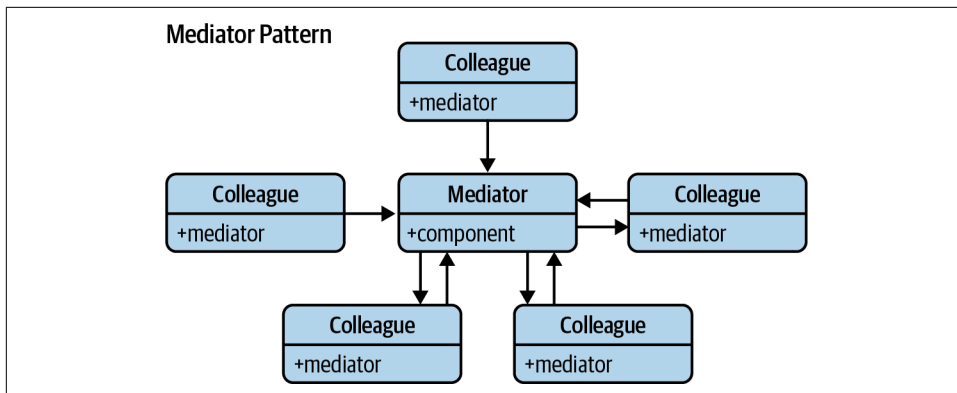 Mediator Pattern
Colleague
+mediator
Colleague
+mediator
Mediator
+component
Colleague
+mediator
Colleague
+mediator
Colleague
+mediator